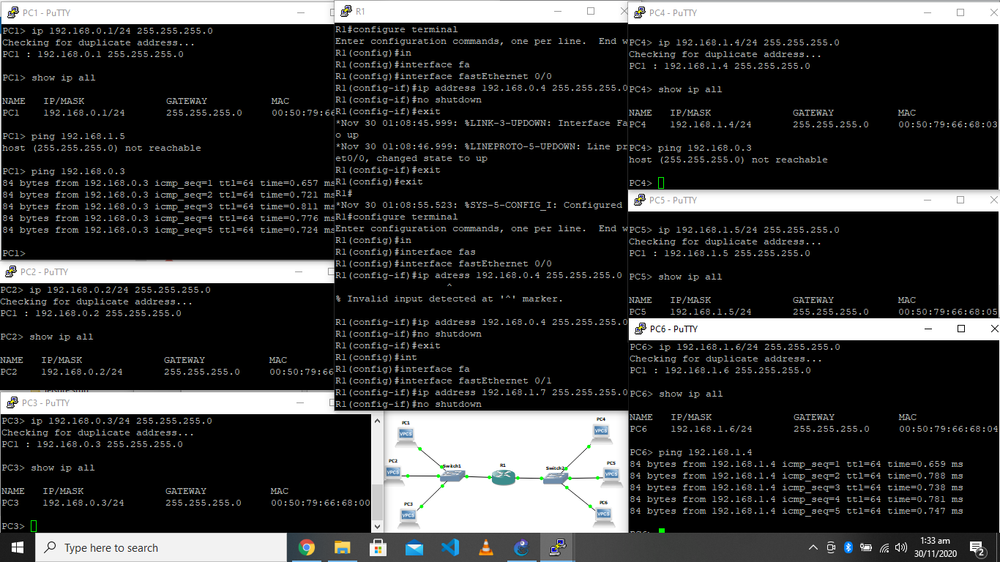 PC1 - PuTTY
PC1> ip 192.168.0.1/24 255.255.255.0
Checking for duplicate address...
PC1 : 192.168.0.1 255.255.255.0
PC1> show ip all
NAME IP/MASK GATEWAY MAC
PC1 192.168.0.1/24 255.255.255.0 00:50:79:66
PC1> ping 192.168.1.5
host (255.255.255.0) not reachable
PC1> ping 192.168.0.3
84 bytes from 192.168.0.3 icmp_seq=1 ttl=64 time=0.657 ms
84 bytes from 192.168.0.3 icmp_seq=2 ttl=64 time=0.721 ms
84 bytes from 192.168.0.3 icmp_seq=3 ttl=64 time=0.811 ms
84 bytes from 192.168.0.3 icmp_seq=4 ttl=64 time=0.776 ms
84 bytes from 192.168.0.3 icmp_seq=5 ttl=64 time=0.724 ms
PC1>
PC2 - PuTTY
PC2> ip 192.168.0.2/24 255.255.255.0
Checking for duplicate address...
PC1 : 192.168.0.2 255.255.255.0
PC2> show ip all
NAME IP/MASK GATEWAY MAC
PC2 192.168.0.2/24 255.255.255.0 00:50:79:66
PC3 - PuTTY
PC3> ip 192.168.0.3/24 255.255.255.0
Checking for duplicate address...
PC1 : 192.168.0.3 255.255.255.0
PC3> show ip all
NAME IP/MASK GATEWAY MAC
PC3 192.168.0.3/24 255.255.255.0 00:50:79:66:68:00
PC3>
R1
R1#configure terminal
Enter configuration commands, one per line. End w
R1(config)#in
R1(config)#interface fa
R1(config)#interface fastEthernet 0/0
R1(config-if)#ip address 192.168.0.4 255.255.255.0
R1(config-if)#no shutdown
R1(config-if)#exit
*Nov 30 01:08:45.999: %LINK-3-UPDOWN: Interface Fa
o up
*Nov 30 01:08:46.999: %LINEPROTO-5-UPDOWN: Line pr
et0/0, changed state to up
R1(config-if)#exit
R1(config)#exit
R1#
*Nov 30 01:08:55.523: %SYS-5-CONFIG_I: Configured
R1#configure terminal
Enter configuration commands, one per line. End w
R1(config)#in
R1(config)#interface fas
R1(config)#interface fastEthernet 0/0
R1(config-if)#ip adress 192.168.0.4 255.255.255.0
^
% Invalid input detected at '^' marker.
R1(config-if)#ip address 192.168.0.4 255.255.255.0
R1(config-if)#no shutdown
R1(config-if)#exit
R1(config)#int
R1(config)#interface fa
R1(config)#interface fastEthernet 0/1
R1(config-if)#ip address 192.168.1.7 255.255.255.0
R1(config-if)#no shutdown
PC1
VPCS
PC2
VPCS
PC3
VPCS
Switch1
R1
Switch2
PC4
VPCS
PC5
VPCS
PC6
VPCS
PC4 - PuTTY
PC4> ip 192.168.1.4/24 255.255.255.0
Checking for duplicate address...
PC1 : 192.168.1.4 255.255.255.0
PC4> show ip all
NAME IP/MASK GATEWAY MAC
PC4 192.168.1.4/24 255.255.255.0 00:50:79:66:68:03
PC4> ping 192.168.0.3
host (255.255.255.0) not reachable
PC4>
PC5 - PuTTY
PC5> ip 192.168.1.5/24 255.255.255.0
Checking for duplicate address...
PC1 : 192.168.1.5 255.255.255.0
PC5> show ip all
NAME IP/MASK GATEWAY MAC
PC5 192.168.1.5/24 255.255.255.0 00:50:79:66:68:05
PC6 - PuTTY
PC6> ip 192.168.1.6/24 255.255.255.0
Checking for duplicate address...
PC1 : 192.168.1.6 255.255.255.0
PC6> show ip all
NAME IP/MASK GATEWAY MAC
PC6 192.168.1.6/24 255.255.255.0 00:50:79:66:68:04
PC6> ping 192.168.1.4
84 bytes from 192.168.1.4 icmp_seq=1 ttl=64 time=0.659 ms
84 bytes from 192.168.1.4 icmp_seq=2 ttl=64 time=0.788 ms
84 bytes from 192.168.1.4 icmp_seq=3 ttl=64 time=0.738 ms
84 bytes from 192.168.1.4 icmp_seq=4 ttl=64 time=0.781 ms
84 bytes from 192.168.1.4 icmp_seq=5 ttl=64 time=0.747 ms
PC6>
Type here to search
1:33 am
30/11/2020
2